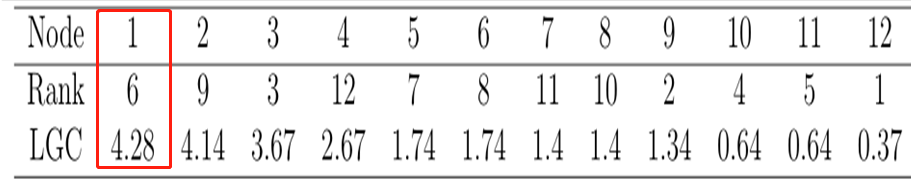 Node 1 2 3 4 5 6 7 8 9 10 11 12
Rank 6 9 3 12 7 8 11 10 2 4 5 1
LGC 4.28 4.14 3.67 2.67 1.74 1.74 1.4 1.4 1.34 0.64 0.64 0.37